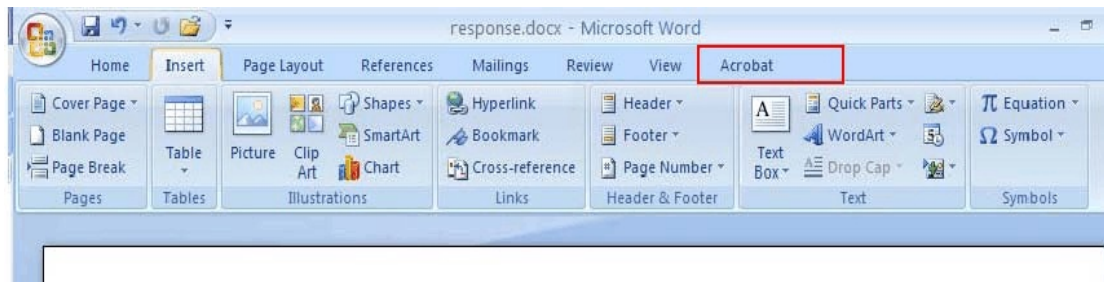 response.docx - Microsoft Word
Home Insert Page Layout References Mailings Review View Acrobat
Cover Page
Blank Page
Page Break
Pages
Table
Tables
Picture
Clip
Art
Shapes
SmartArt
Chart
Illustrations
Hyperlink
Bookmark
Cross-reference
Links
Header
Footer
Page Number
Header & Footer
A
Text
Box
Quick Parts
WordArt
Drop Cap
Text
π Equation
Ω Symbol
Symbols